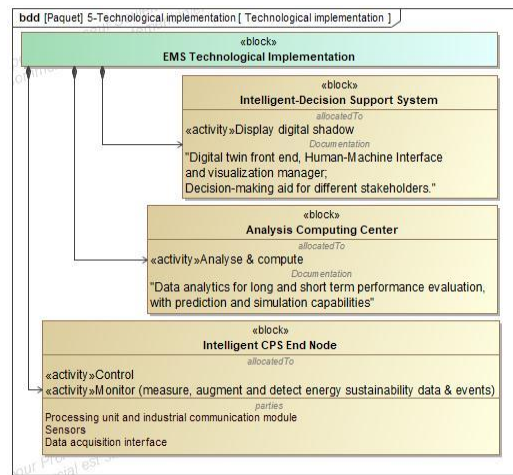 bdd [Paquet] 5-Technological implementation [ Technological implementation ]
«block»
EMS Technological Implementation
«block»
Intelligent-Decision Support System
allocatedTo
«activity»Display digital shadow
Documentation
"Digital twin front end, Human-Machine Interface
and visualization manager;
Decision-making aid for different stakeholders."
«block»
Analysis Computing Center
allocatedTo
«activity»Analyse & compute
Documentation
"Data analytics for long and short term performance evaluation,
with prediction and simulation capabilities"
«block»
Intelligent CPS End Node
allocatedTo
«activity»Control
«activity»Monitor (measure, augment and detect energy sustainability data & events)
parties
Processing unit and industrial communication module
Sensors
Data acquisition interface